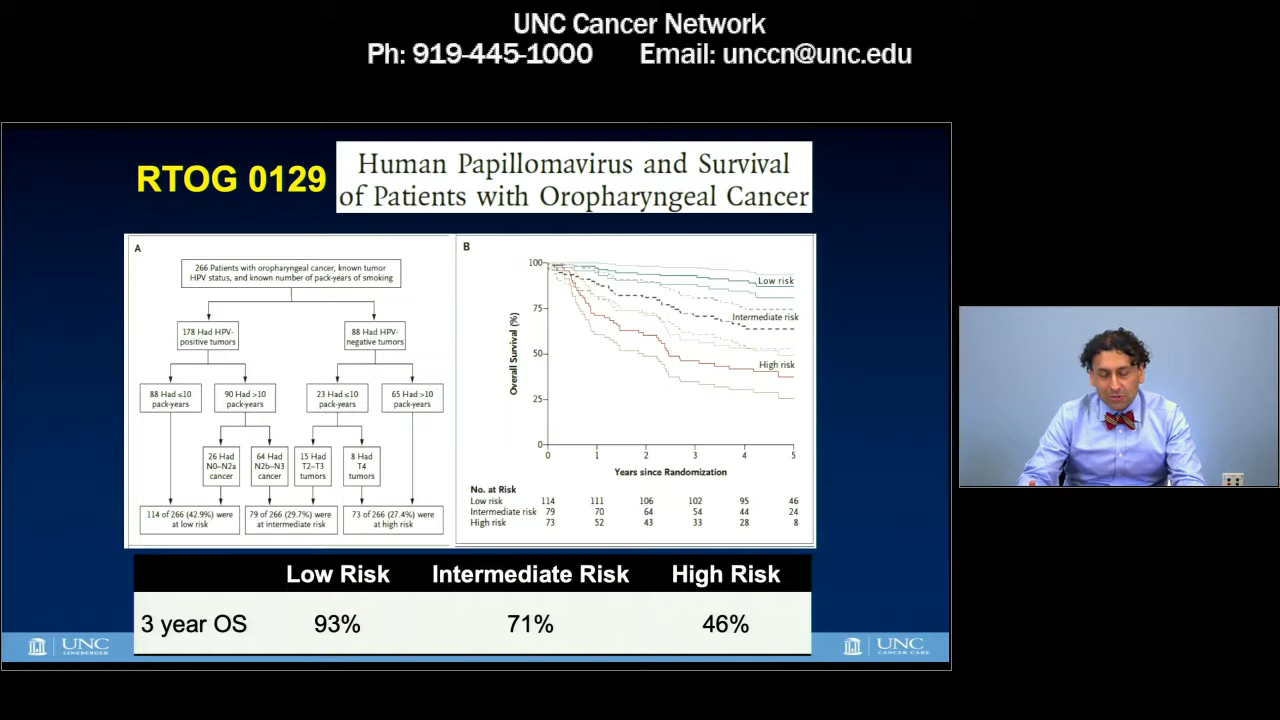 UNC Cancer Network
Ph: 919-445-1000 Email: unccn@unc.edu
RTOG 0129
Human Papillomavirus and Survival
of Patients with Oropharyngeal Cancer
A
266 Patients with oropharyngeal cancer, known tumor
HPV status, and known number of pack-years of smoking
178 Had HPV-
positive tumors
88 Had HPV-
negative tumors
88 Had ≤10
pack-years
90 Had >10
pack-years
23 Had ≤10
pack-years
65 Had >10
pack-years
26 Had
N0–N2a
cancer
64 Had
N2b–N3
cancer
15 Had
T2–T3
tumors
8 Had
T4
tumors
114 of 266 (42.9%) were
at low risk
79 of 266 (29.7%) were
at intermediate risk
73 of 266 (27.4%) were
at high risk
B
Overall Survival (%)
100
75
50
25
0
Low risk
Intermediate risk
High risk
0 1 2 3 4 5
Years since Randomization
No. at Risk
Low risk 114 111 106 102 95 46
Intermediate risk 79 70 64 54 44 24
High risk 73 52 43 33 28 8
Low Risk Intermediate Risk High Risk
3 year OS 93% 71% 46%
UNC
LINEBERGER
UNC
CANCER CARE